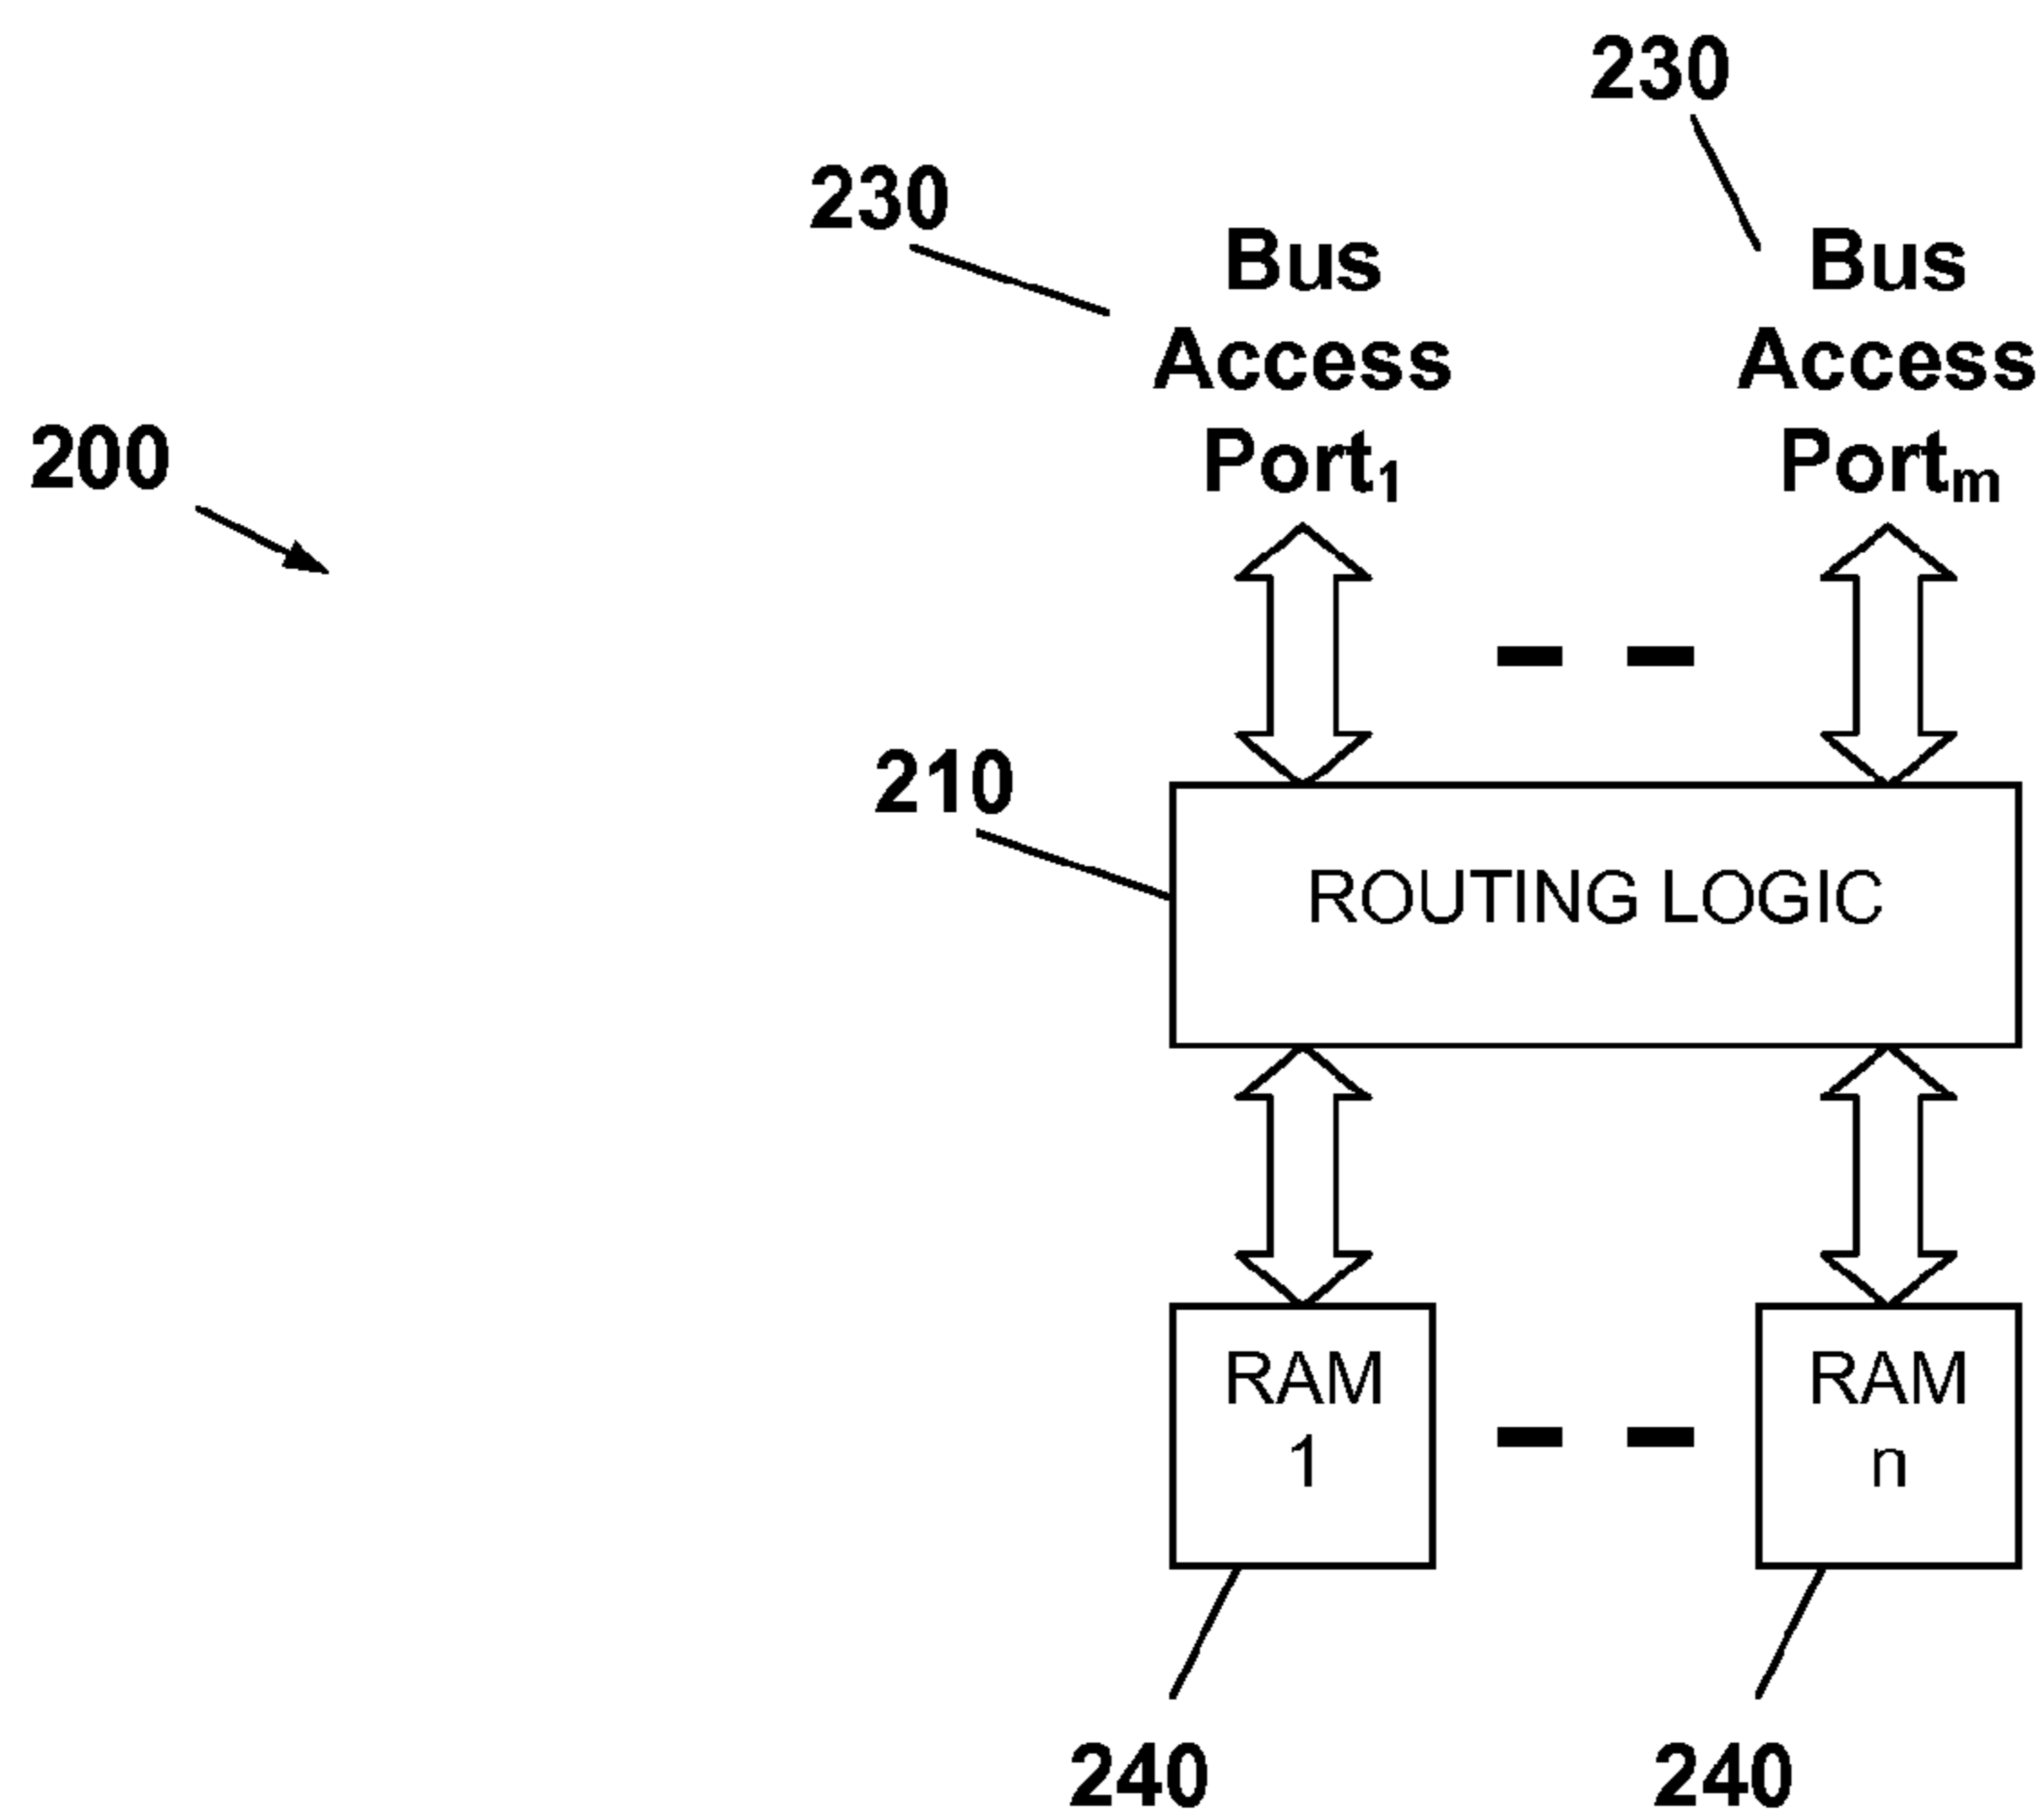 230
230
Bus
Access
Port1
Bus
Access
Portm
200
210
ROUTING LOGIC
RAM
1
RAM
n
240
240